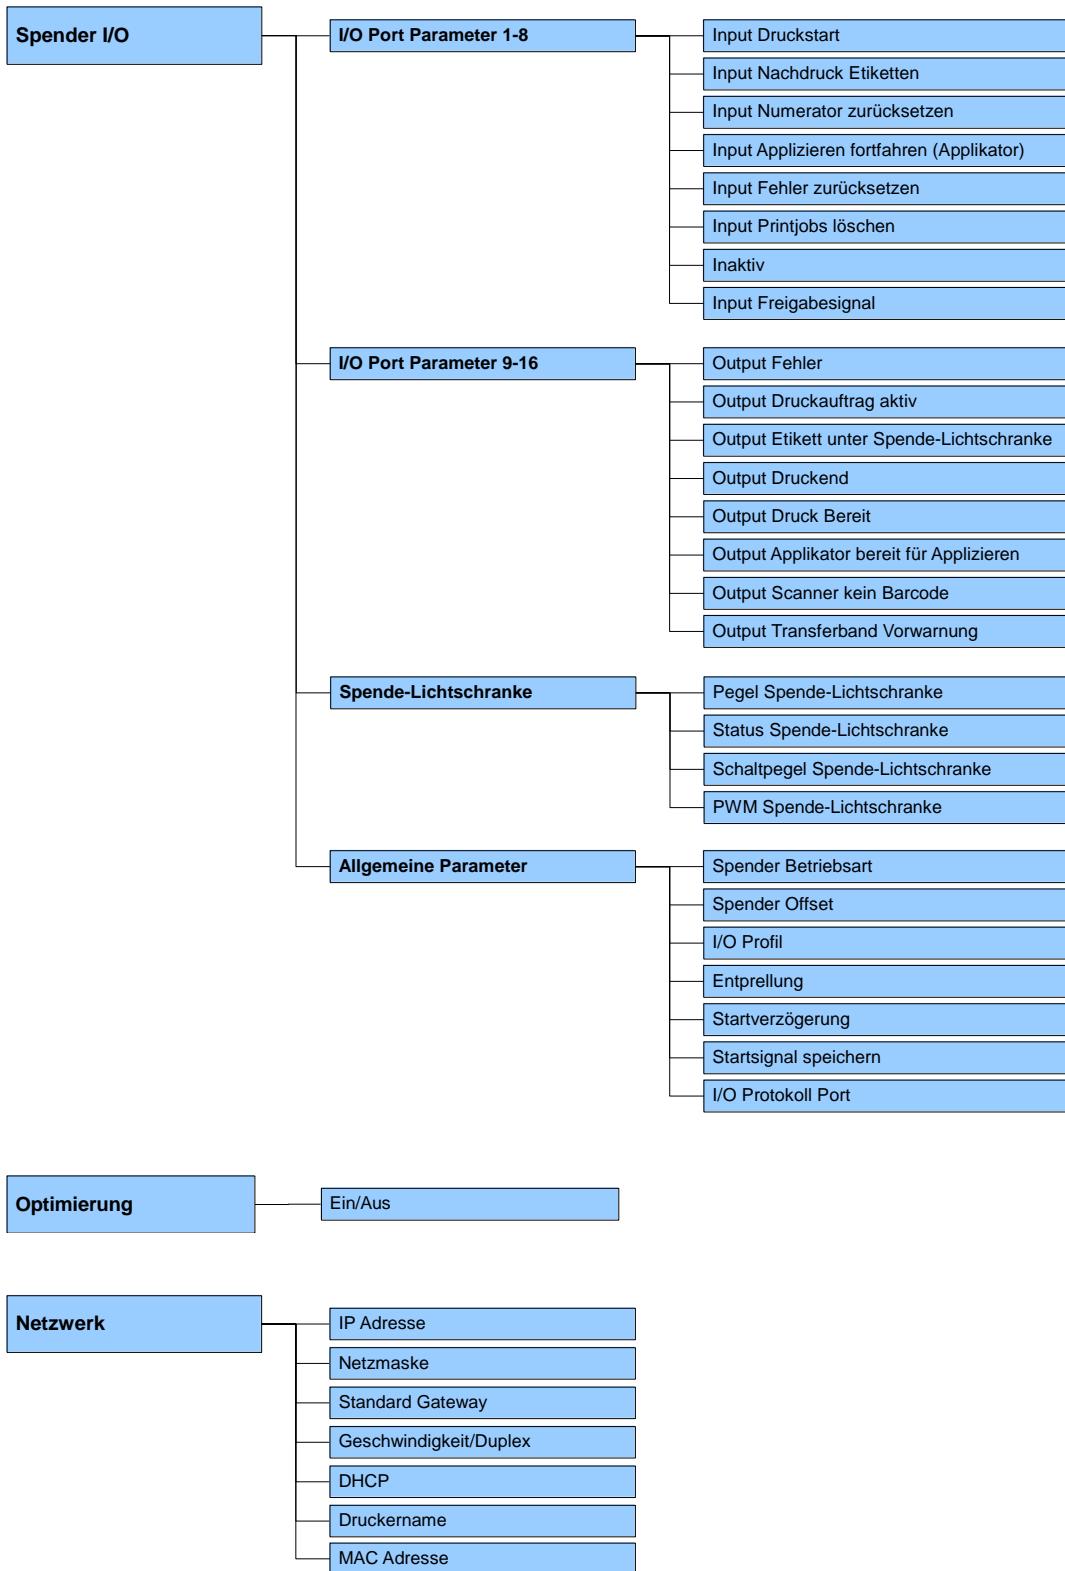 Spender I/O
I/O Port Parameter 1-8
Input Druckstart
Input Nachdruck Etiketten
Input Numerator zurücksetzen
Input Applizieren fortfahren (Applikator)
Input Fehler zurücksetzen
Input Printjobs löschen
Inaktiv
Input Freigabesignal
I/O Port Parameter 9-16
Output Fehler
Output Druckauftrag aktiv
Output Etikett unter Spende-Lichtschranke
Output Druckend
Output Druck Bereit
Output Applikator bereit für Applizieren
Output Scanner kein Barcode
Output Transferband Vorwarnung
Spende-Lichtschranke
Pegel Spende-Lichtschranke
Status Spende-Lichtschranke
Schaltpegel Spende-Lichtschranke
PWM Spende-Lichtschranke
Allgemeine Parameter
Spender Betriebsart
Spender Offset
I/O Profil
Entprellung
Startverzögerung
Startsignal speichern
I/O Protokoll Port
Optimierung
Ein/Aus
Netzwerk
IP Adresse
Netzmaske
Standard Gateway
Geschwindigkeit/Duplex
DHCP
Druckername
MAC Adresse